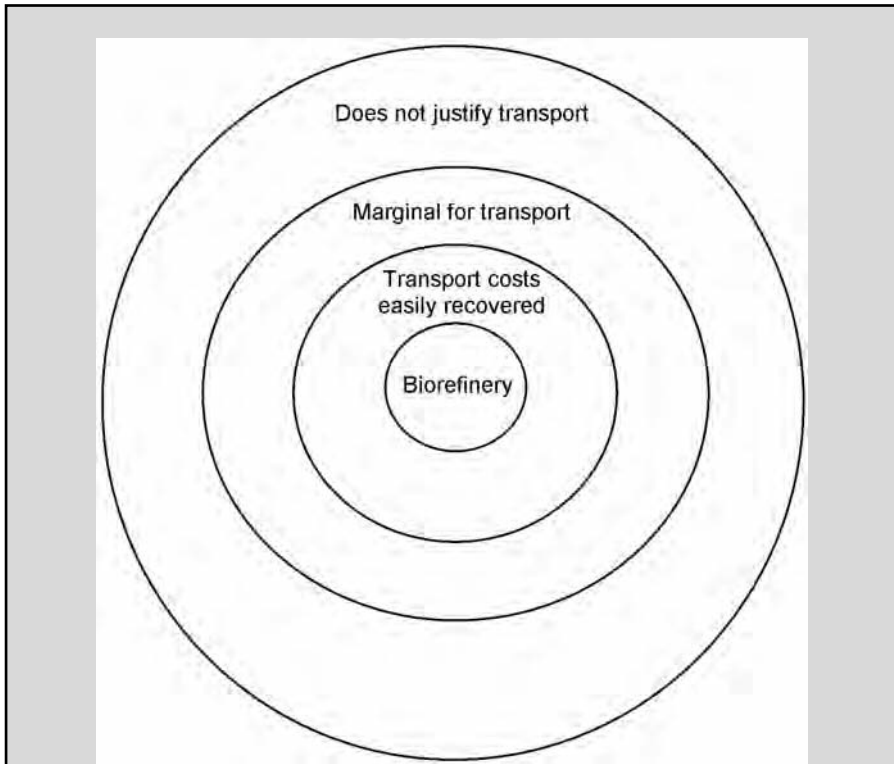 Does not justify transport
Marginal for transport
Transport costs
easily recovered
Biorefinery